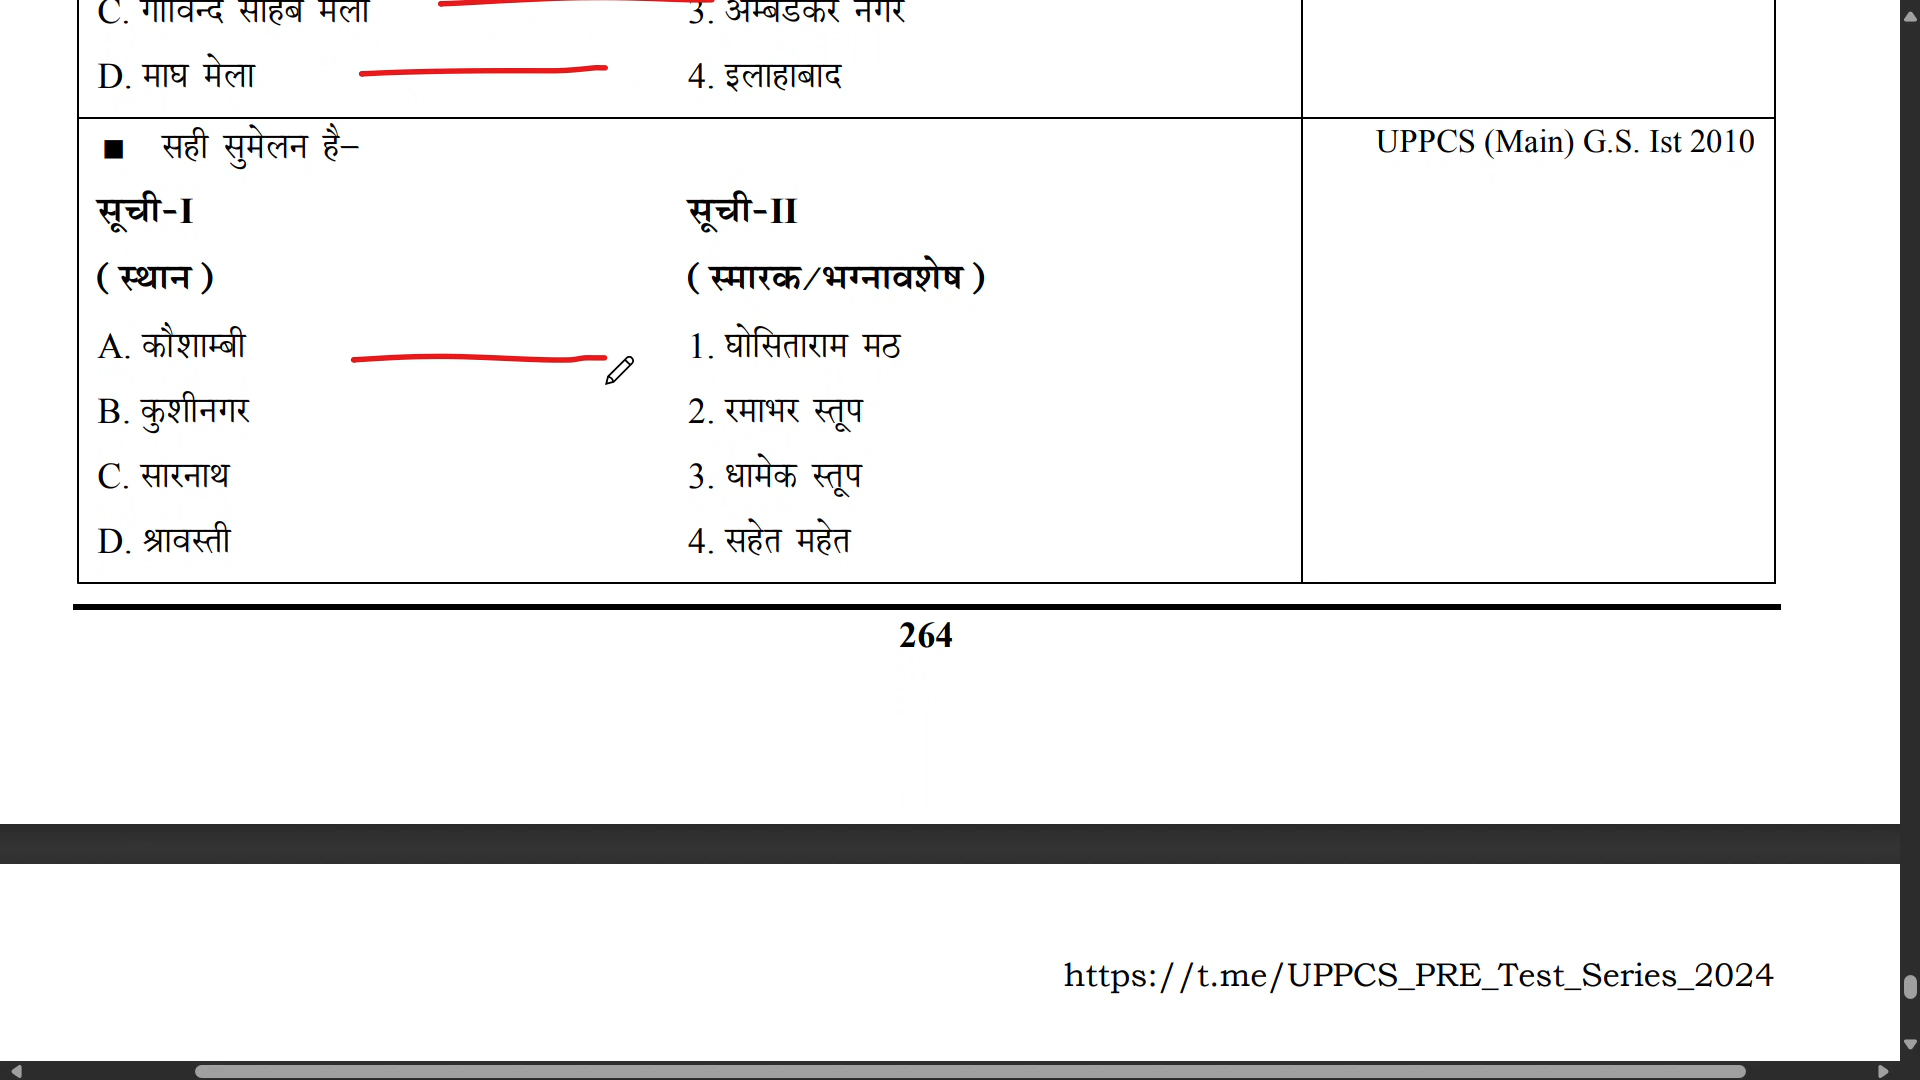 C. गोविन्द साहब मेला 3. अम्बेडकर नगर
D. माघ मेला 4. इलाहाबाद
■ सही सुमेलन है– UPPCS (Main) G.S. Ist 2010
सूची-I सूची-II
( स्थान ) ( स्मारक/भग्नावशेष )
A. कौशाम्बी 1. घोसिताराम मठ
B. कुशीनगर 2. रमाभर स्तूप
C. सारनाथ 3. धामेक स्तूप
D. श्रावस्ती 4. सहेत महेत
264
https://t.me/UPPCS_PRE_Test_Series_2024